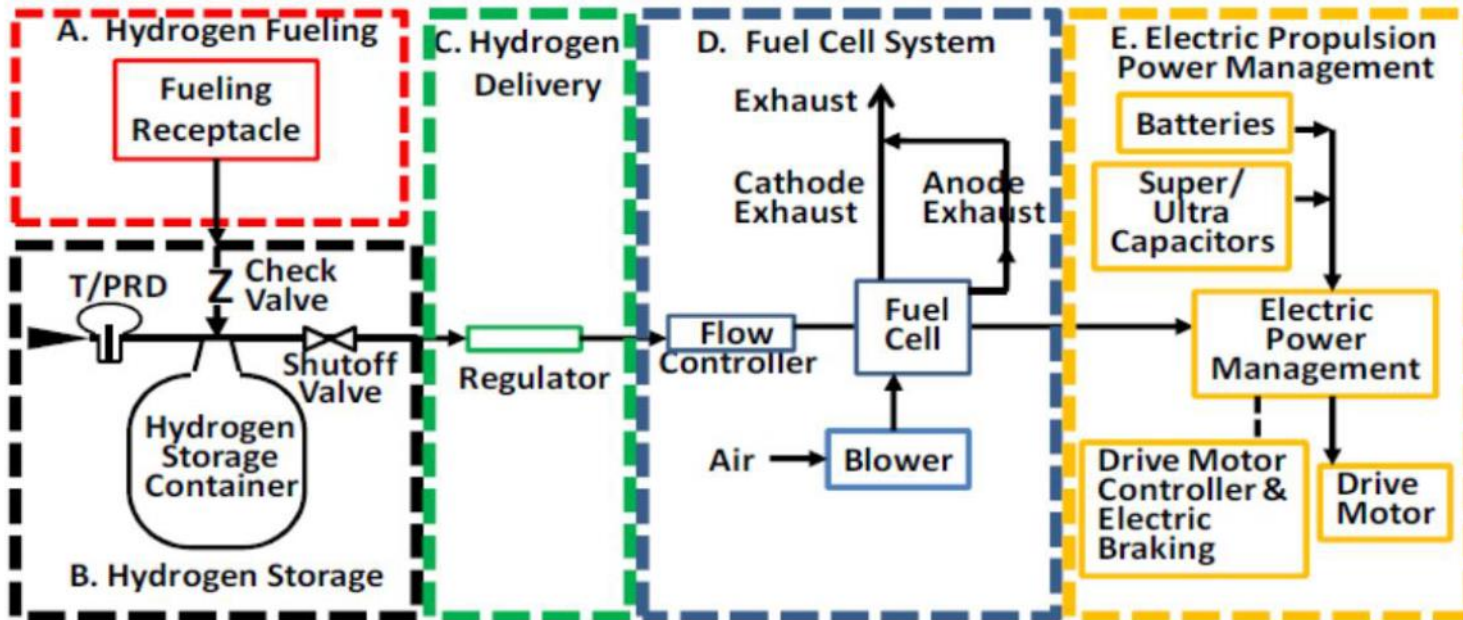 A. Hydrogen Fueling
Fueling
Receptacle
T/PRD
Z
Check
Valve
Shutoff
Valve
Hydrogen
Storage
Container
B. Hydrogen Storage
C. Hydrogen
Delivery
Regulator
D. Fuel Cell System
Exhaust
Cathode
Exhaust
Anode
Exhaust
Flow
Controller
Fuel
Cell
Air
Blower
E. Electric Propulsion
Power Management
Batteries
Super/
Ultra
Capacitors
Electric
Power
Management
Drive Motor
Controller &
Electric
Braking
Drive
Motor